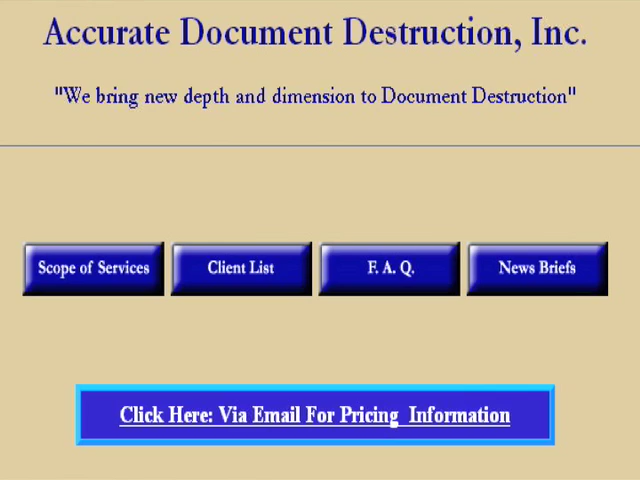 Accurate Document Destruction, Inc.
"We bring new depth and dimension to Document Destruction"
Scope of Services
Client List
F. A. Q.
News Briefs
Click Here: Via Email For Pricing Information